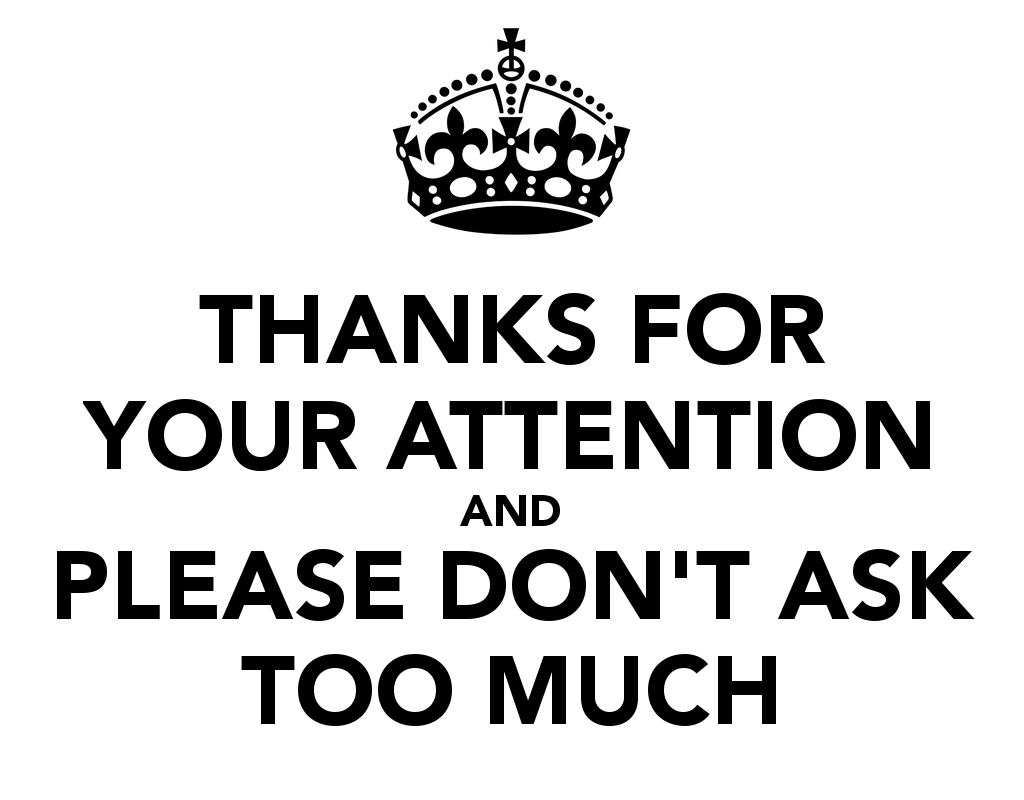 THANKS FOR
YOUR ATTENTION
AND
PLEASE DON'T ASK
TOO MUCH